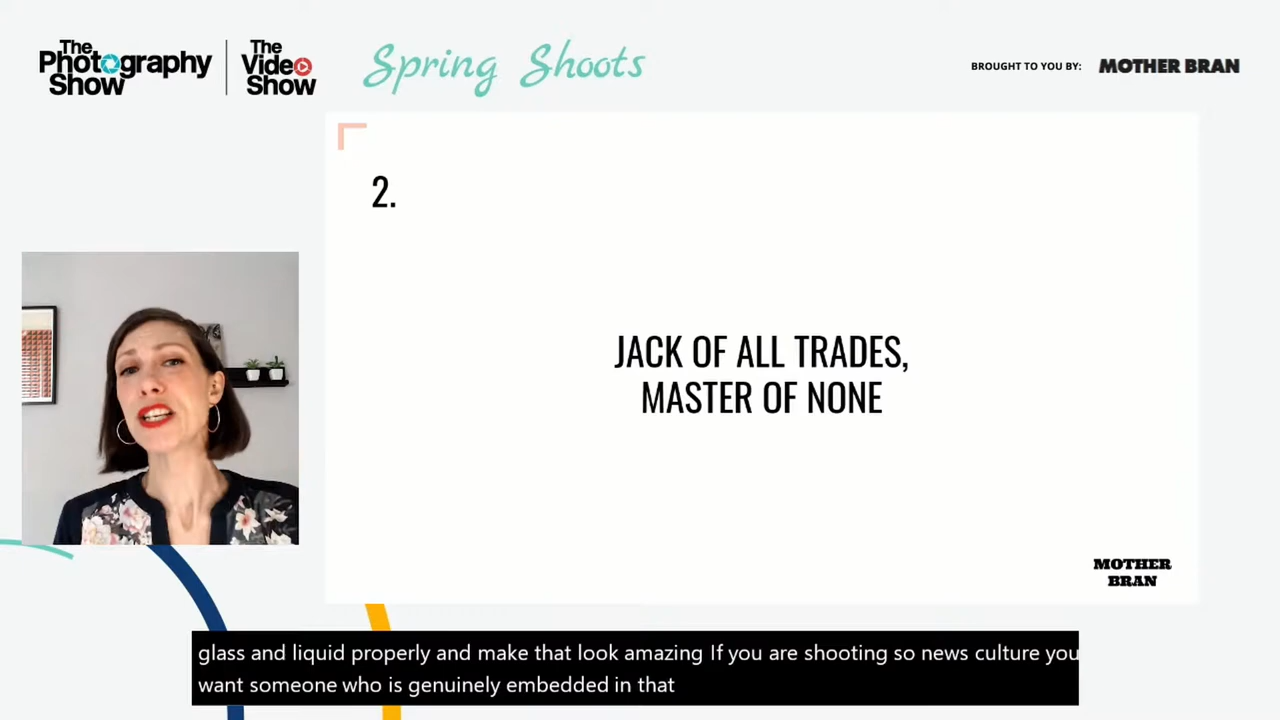 The
Photography
Show
The
Video
Show
Spring Shoots
BROUGHT TO YOU BY:
MOTHER BRAN
2.
JACK OF ALL TRADES,
MASTER OF NONE
MOTHER
BRAN
glass and liquid properly and make that look amazing If you are shooting so news culture you
want someone who is genuinely embedded in that